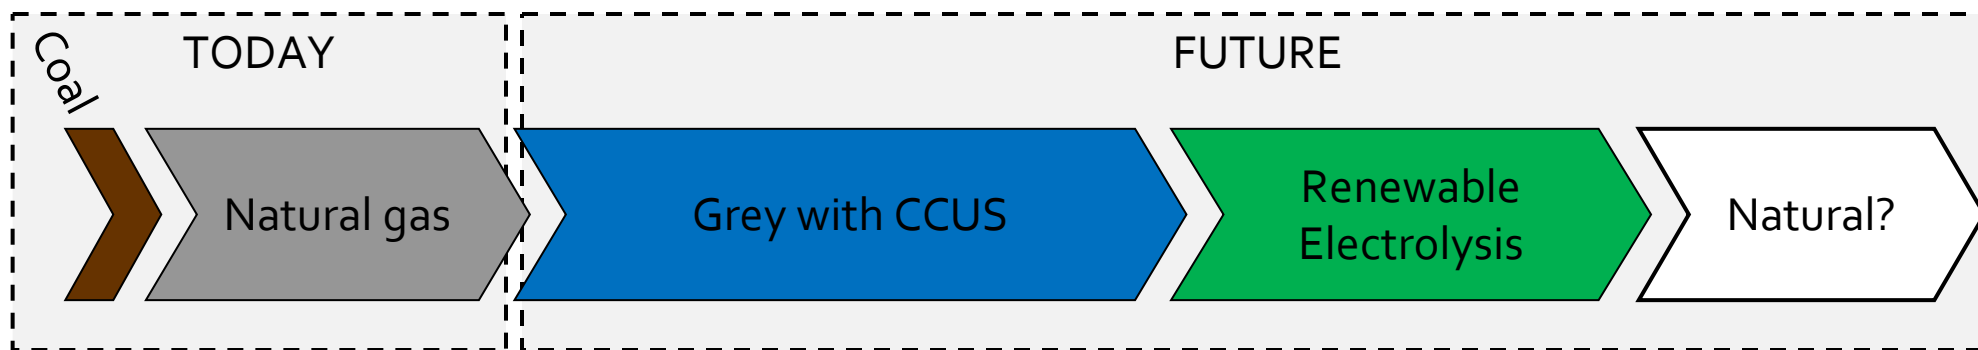 Coal
TODAY
FUTURE
Natural gas
Grey with CCUS
Renewable
Electrolysis
Natural?